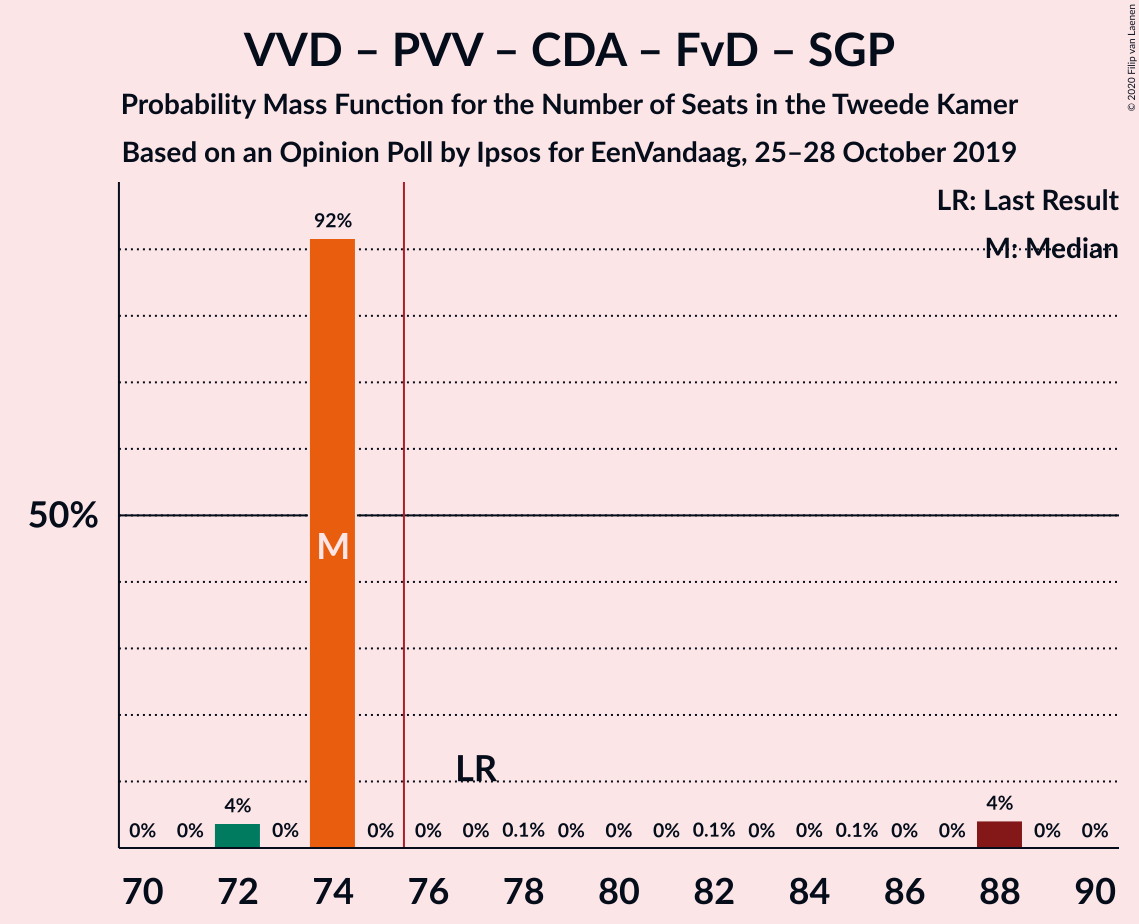 VVD – PVV – CDA – FvD – SGP
Probability Mass Function for the Number of Seats in the Tweede Kamer
Based on an Opinion Poll by Ipsos for EenVandaag, 25–28 October 2019
© 2020 Filip van Laenen
LR: Last Result
M: Median
92%
50%
M
LR
4%
4%
0% 0% 0% 0% 0% 0% 0.1% 0% 0% 0% 0.1% 0% 0% 0.1% 0% 0% 0% 0%
70 72 74 76 78 80 82 84 86 88 90